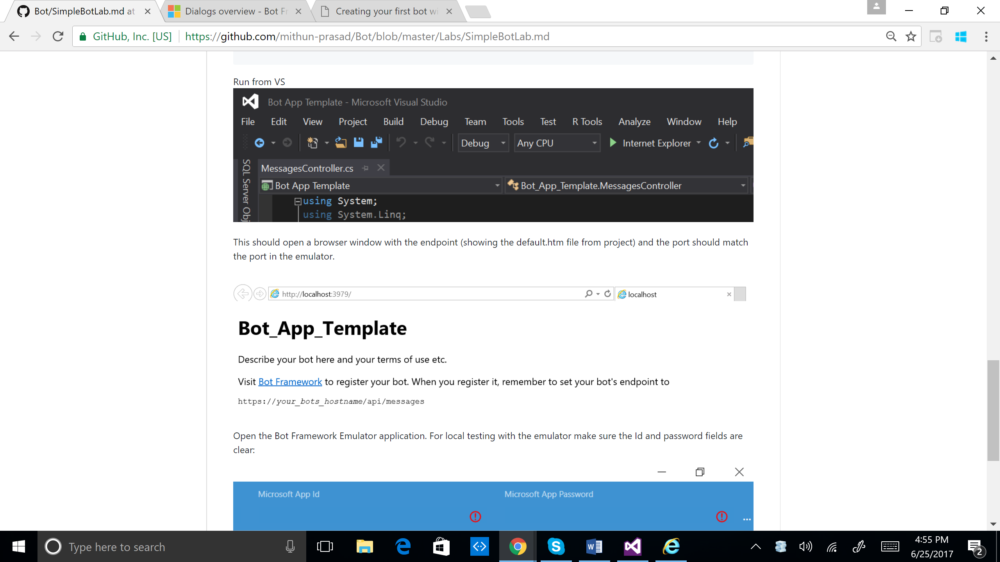 Bot/SimpleBotLab.md at
Dialogs overview - Bot Fr
Creating your first bot wi
GitHub, Inc. [US]
https://github.com/mithun-prasad/Bot/blob/master/Labs/SimpleBotLab.md
Run from VS
Bot App Template - Microsoft Visual Studio
File Edit View Project Build Debug Team Tools Test R Tools Analyze Window Help
Debug Any CPU Internet Explorer
SQL Server Obj
MessagesController.cs
Bot App Template Bot_App_Template.MessagesController
using System;
using System.Linq;
This should open a browser window with the endpoint (showing the default.htm file from project) and the port should match
the port in the emulator.
http://localhost:3979/ localhost
Bot_App_Template
Describe your bot here and your terms of use etc.
Visit Bot Framework to register your bot. When you register it, remember to set your bot's endpoint to
https://your_bots_hostname/api/messages
Open the Bot Framework Emulator application. For local testing with the emulator make sure the Id and password fields are
clear:
Microsoft App Id Microsoft App Password
Type here to search
4:55 PM
6/25/2017
2